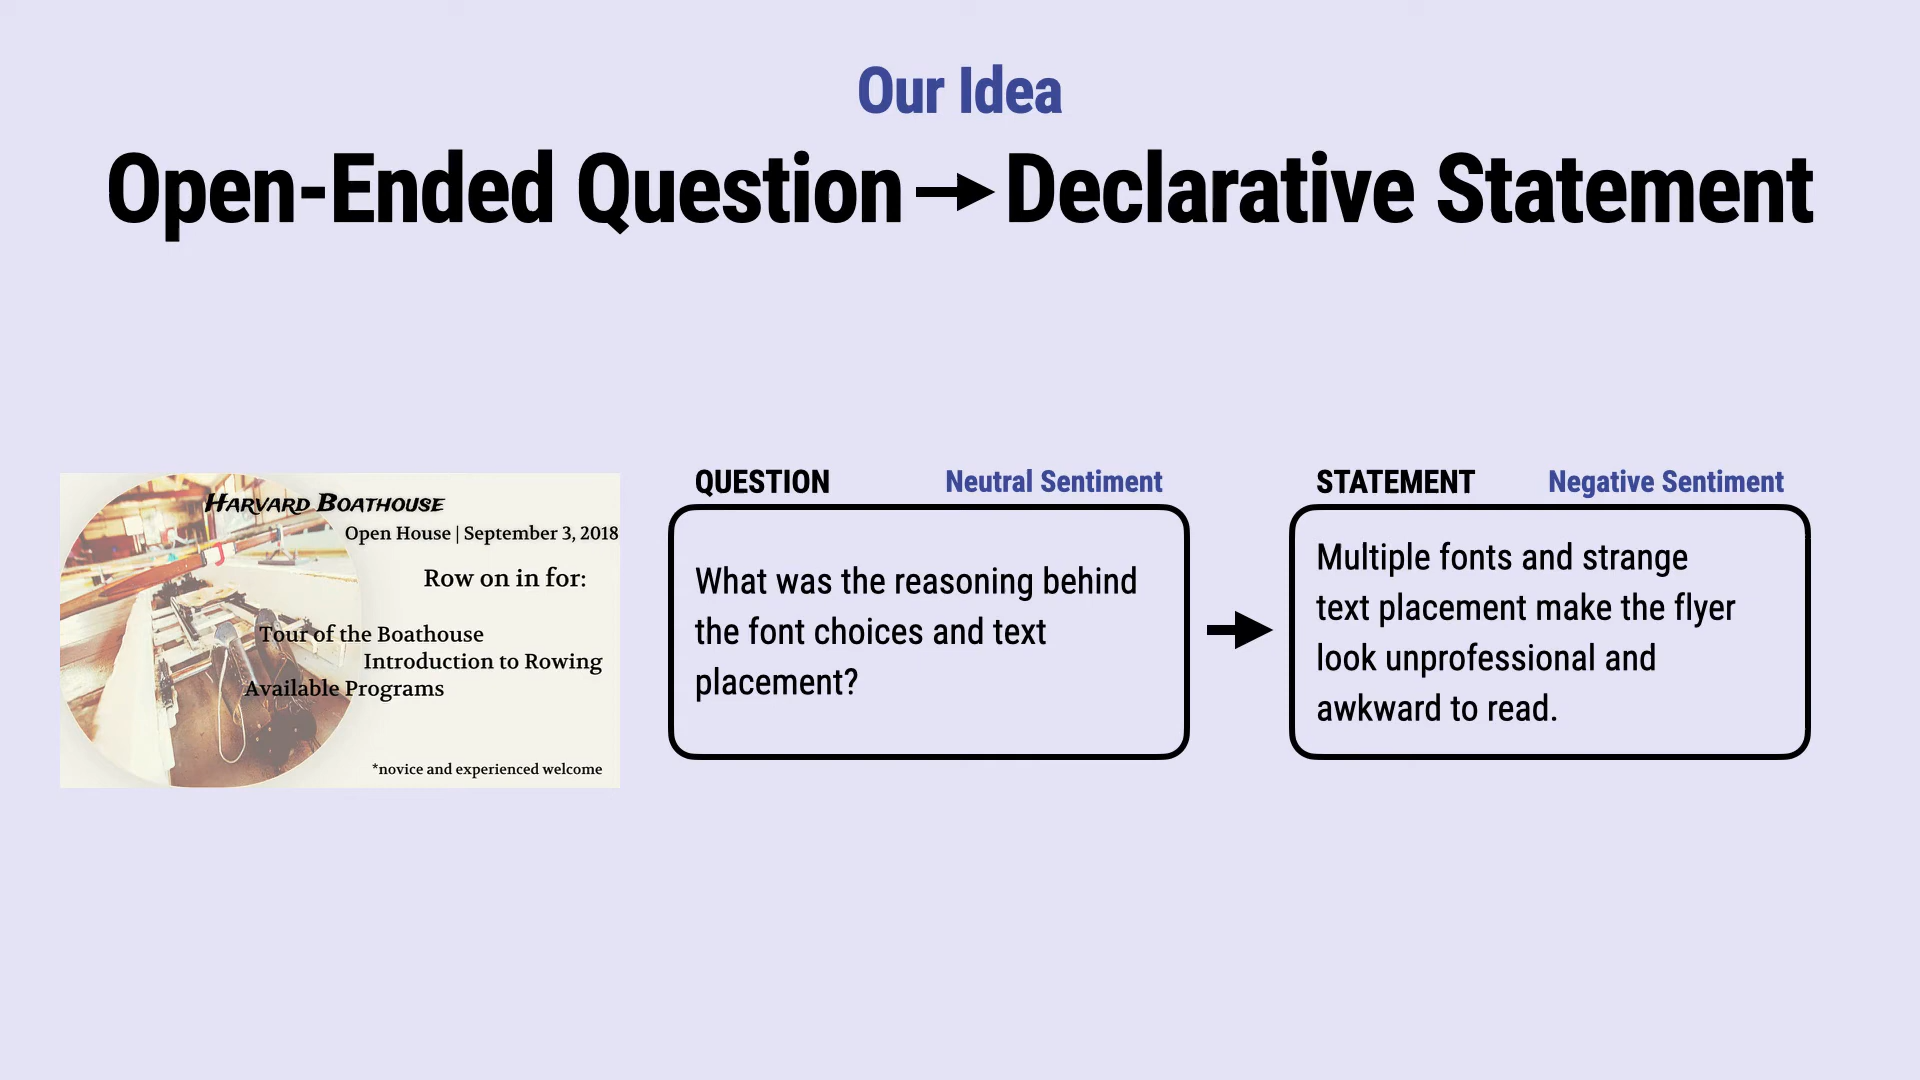 Our Idea
Open-Ended Question → Declarative Statement
HARVARD BOATHOUSE
Open House | September 3, 2018
Row on in for:
Tour of the Boathouse
Introduction to Rowing
Available Programs
*novice and experienced welcome
QUESTION
Neutral Sentiment
What was the reasoning behind
the font choices and text
placement?
STATEMENT
Negative Sentiment
Multiple fonts and strange
text placement make the flyer
look unprofessional and
awkward to read.